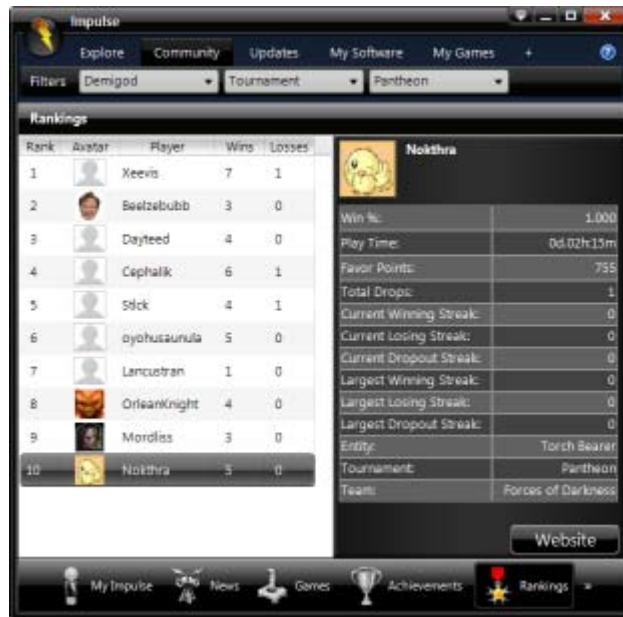 Impulse
Explore Community Updates My Software My Games +
Filters Demigod Tournament Pantheon
Rankings
Rank Avatar Player Wins Losses
1 Xeevis 7 1
2 Beelzebubb 3 0
3 Dayteed 4 0
4 Cephalik 6 1
5 Stick 4 1
6 oyohusaunula 5 0
7 Lancustran 1 0
8 OrleanKnight 4 0
9 Mordliss 3 0
10 Nokthra 5 0
Nokthra
Win %: 1.000
Play Time: 0d.02h:15m
Favor Points: 755
Total Drops: 1
Current Winning Streak: 0
Current Losing Streak: 0
Current Dropout Streak: 0
Largest Winning Streak: 0
Largest Losing Streak: 0
Largest Dropout Streak: 0
Entity: Torch Bearer
Tournament: Pantheon
Team: Forces of Darkness
Website
My Impulse News Games Achievements Rankings »